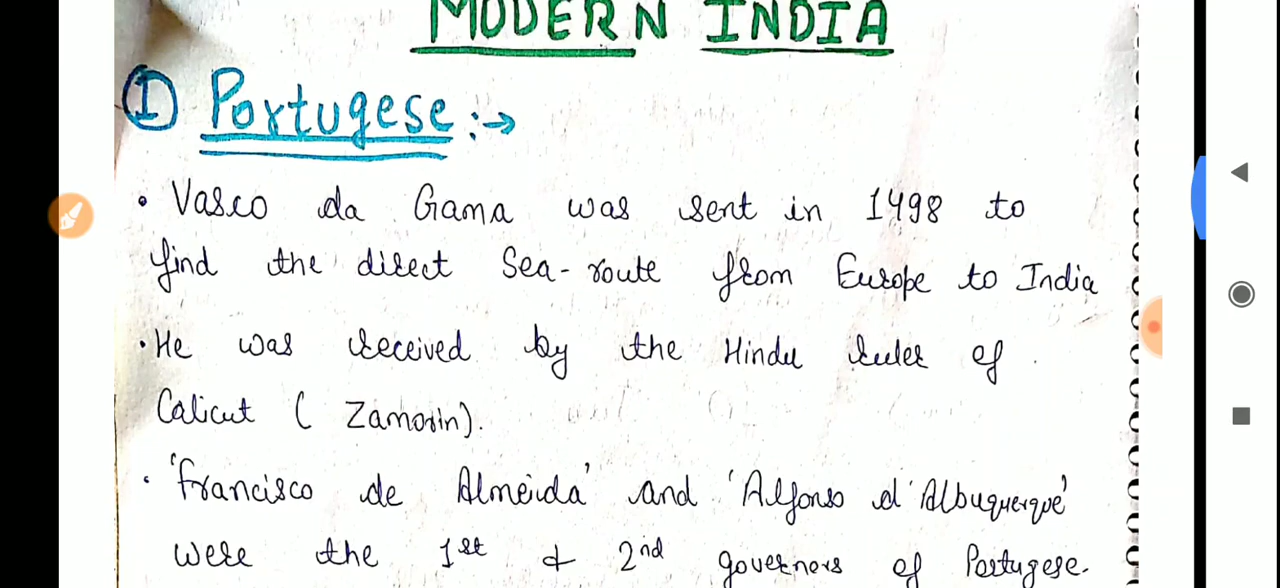 MODERN INDIA
I Portugese :→
• Vasco da Gama was sent in 1498 to
find the direct Sea-route from Europe to India
• He was received by the Hindu ruler of
Calicut ( Zamorin).
• 'Francisco de Almeida' and 'Alfonso d'Albuquerque'
were the 1st & 2nd governors of Portugese.